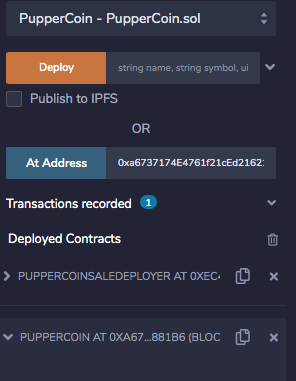 PupperCoin - PupperCoin.sol
Deploy string name, string symbol, ui
Publish to IPFS
OR
At Address 0xa6737174E4761f21cEd2162
Transactions recorded 1
Deployed Contracts
PUPPERCOINSALEDEPLOYER AT 0XEC4
PUPPERCOIN AT 0XA67...881B6 (BLOC